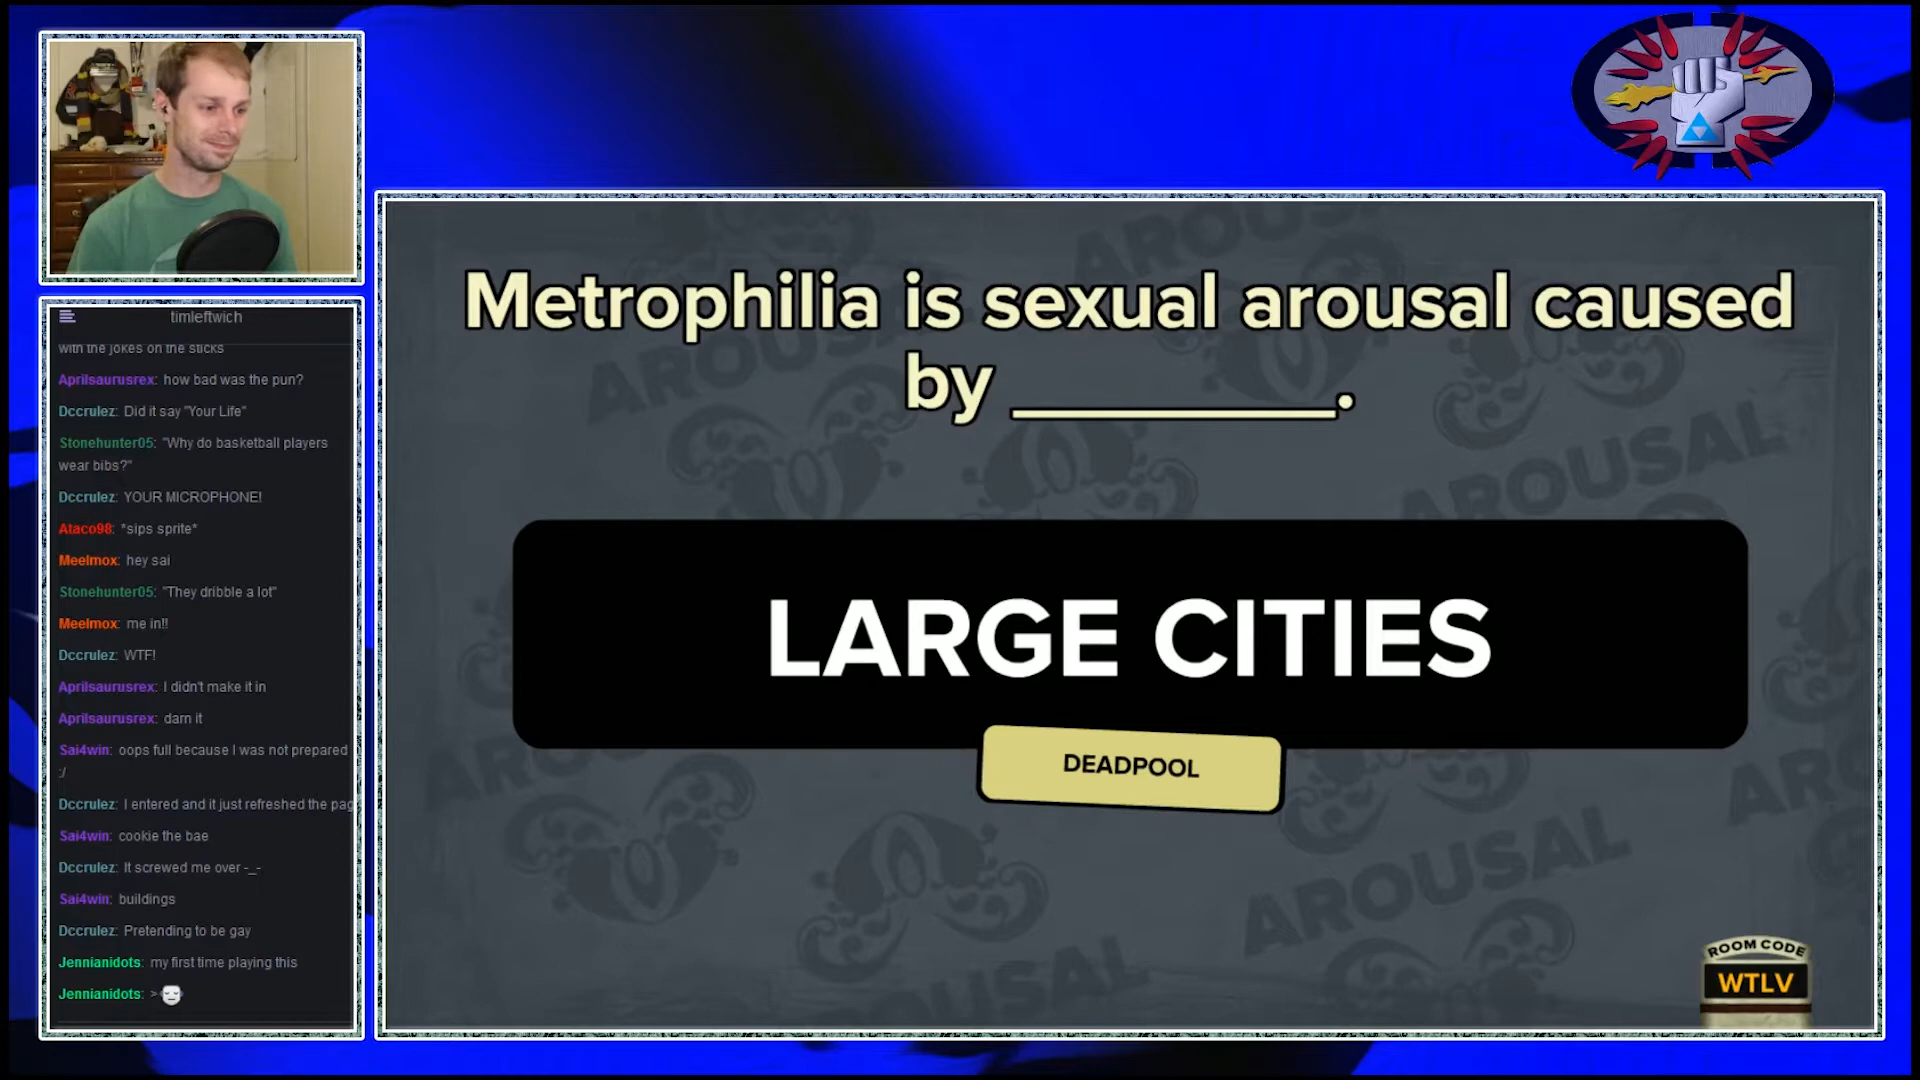 timleftwich
with the jokes on the sticks
Aprilsaurusrex: how bad was the pun?
Dccrulez: Did it say "Your Life"
Stonehunter05: "Why do basketball players
wear bibs?"
Dccrulez: YOUR MICROPHONE!
Ataco98: *sips sprite*
Meelmox: hey sai
Stonehunter05: "They dribble a lot"
Meelmox: me in!!
Dccrulez: WTF!
Aprilsaurusrex: I didn't make it in
Aprilsaurusrex: darn it
Sai4win: oops full because I was not prepared
:/
Dccrulez: I entered and it just refreshed the pag
Sai4win: cookie the bae
Dccrulez: It screwed me over -_-
Sai4win: buildings
Dccrulez: Pretending to be gay
Jennianidots: my first time playing this
Jennianidots: >
Metrophilia is sexual arousal caused
by ________.
LARGE CITIES
DEADPOOL
AROUSAL
AROUSAL
AROUSAL
AROUSAL
AROUSAL
ROOM CODE
WTLV